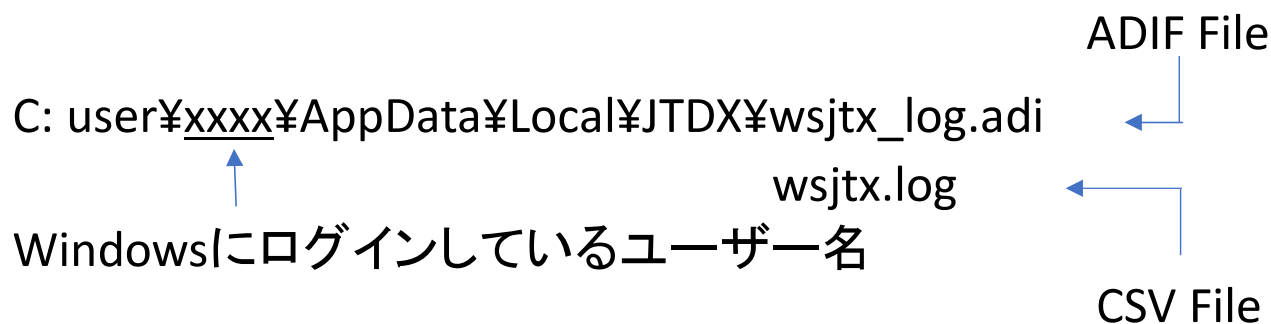 ADIF File
C: user¥xxxx¥AppData¥Local¥JTDX¥wsjtx_log.adi
wsjtx.log
Windowsにログインしているユーザー名
CSV File